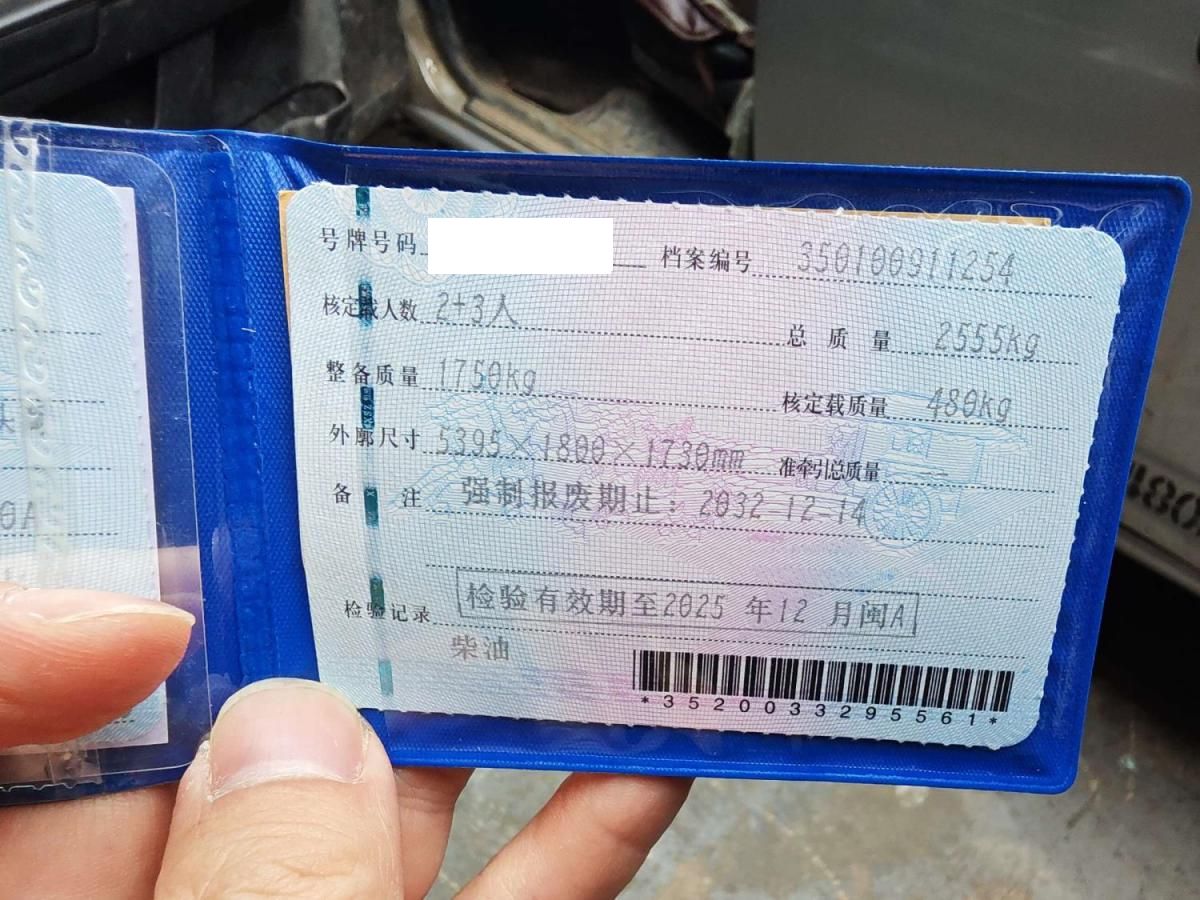 号牌号码 档案编号 350100911254
核定载人数 2+3人 总质量 2555kg
整备质量 1750kg 核定载质量 480kg
外廓尺寸 5395×1800×1730mm 准牵引总质量 --
备注 强制报废期止：2032-12-14
检验记录 检验有效期至2025年12月闽A
柴油
*3520033295561*
0A
480